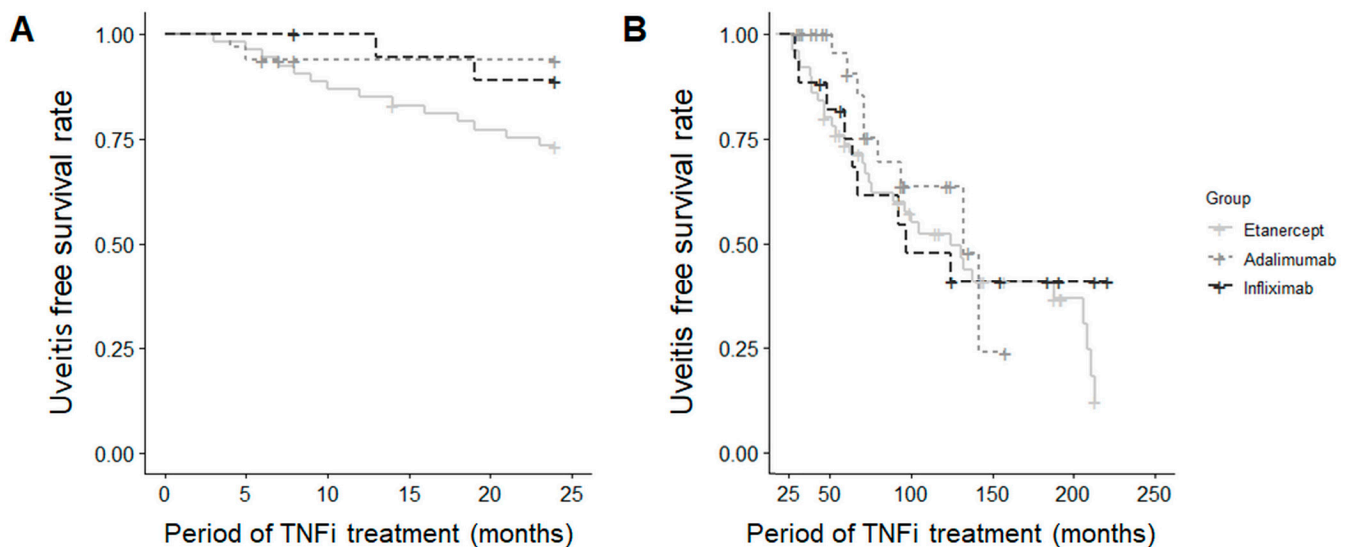 A
Uveitis free survival rate
1.00
0.75
0.50
0.25
0.00
0 5 10 15 20 25
Period of TNFi treatment (months)
B
Uveitis free survival rate
1.00
0.75
0.50
0.25
0.00
25 50 100 150 200 250
Period of TNFi treatment (months)
Group
Etanercept
Adalimumab
Infliximab